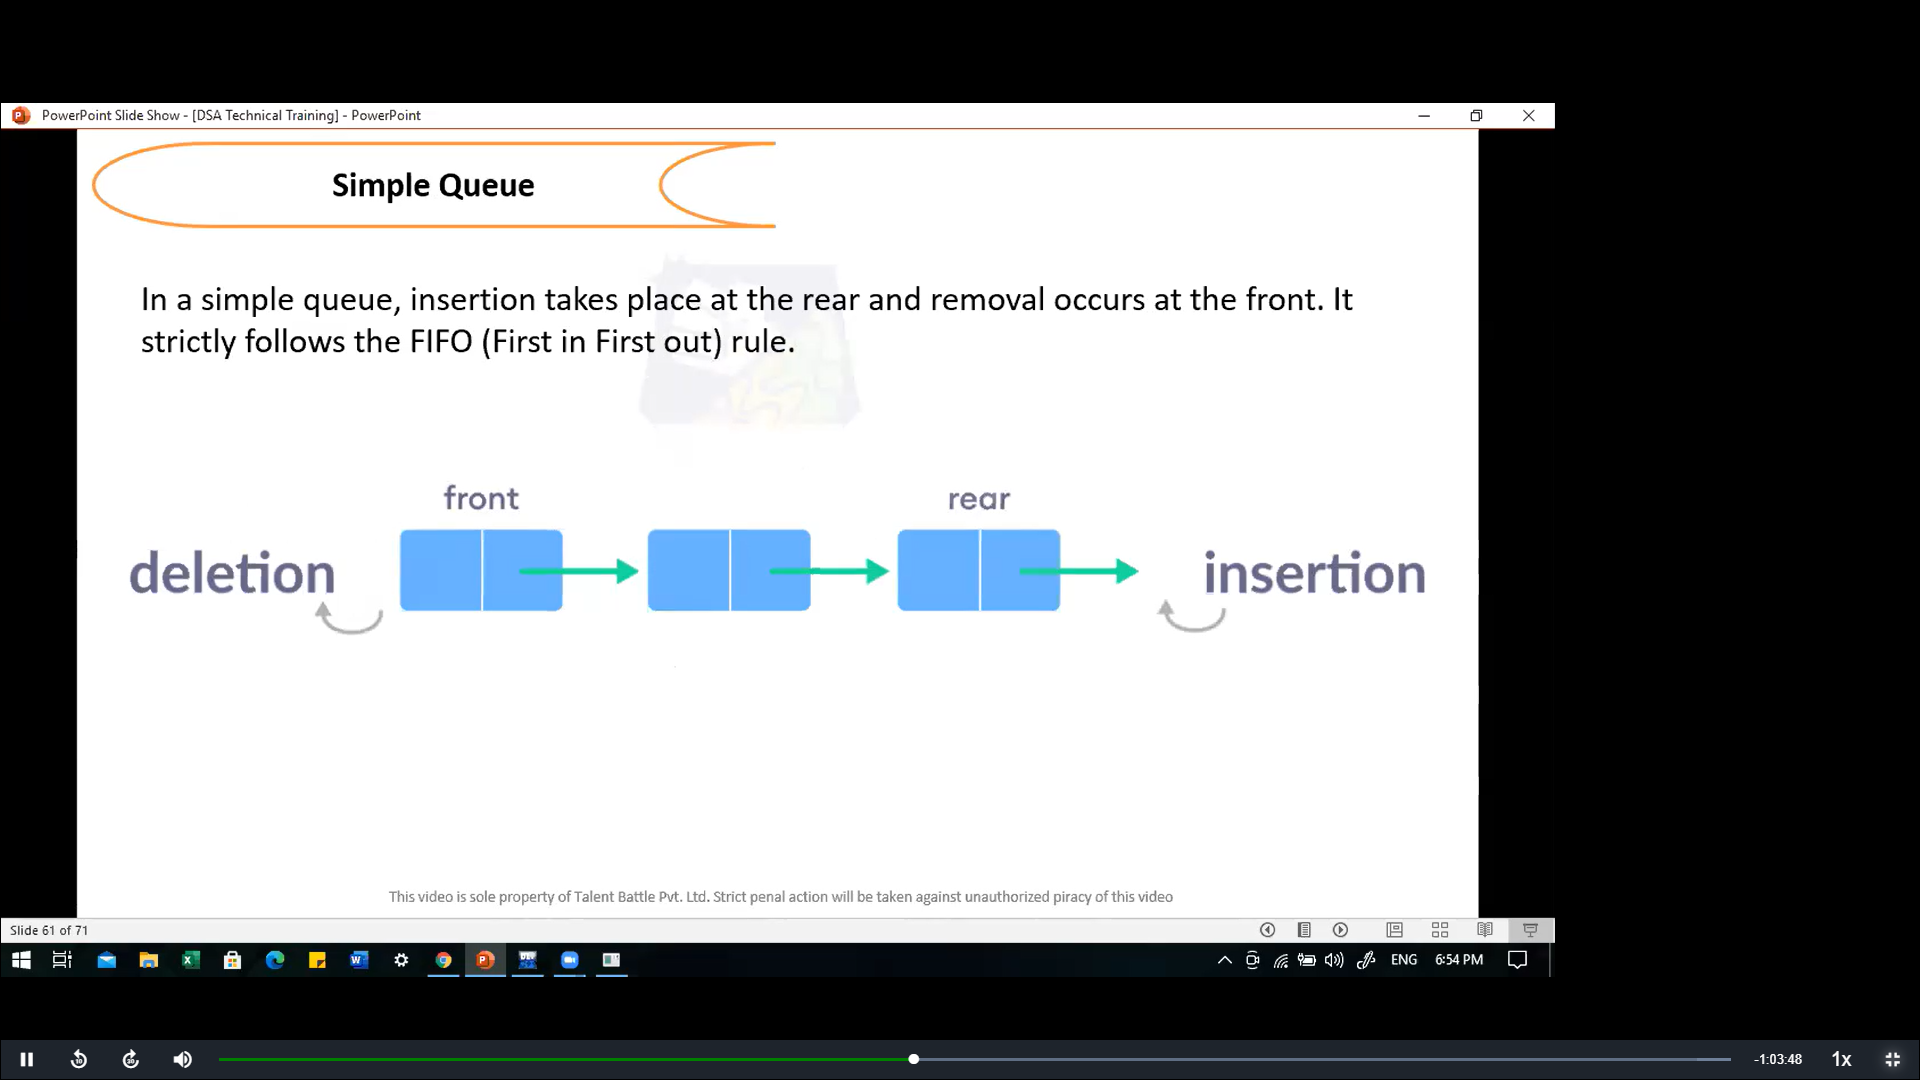 PowerPoint Slide Show - [DSA Technical Training] - PowerPoint
Simple Queue
In a simple queue, insertion takes place at the rear and removal occurs at the front. It
strictly follows the FIFO (First in First out) rule.
front
rear
deletion
insertion
This video is sole property of Talent Battle Pvt. Ltd. Strict penal action will be taken against unauthorized piracy of this video
Slide 61 of 71
ENG
6:54 PM
-1:03:48
1x